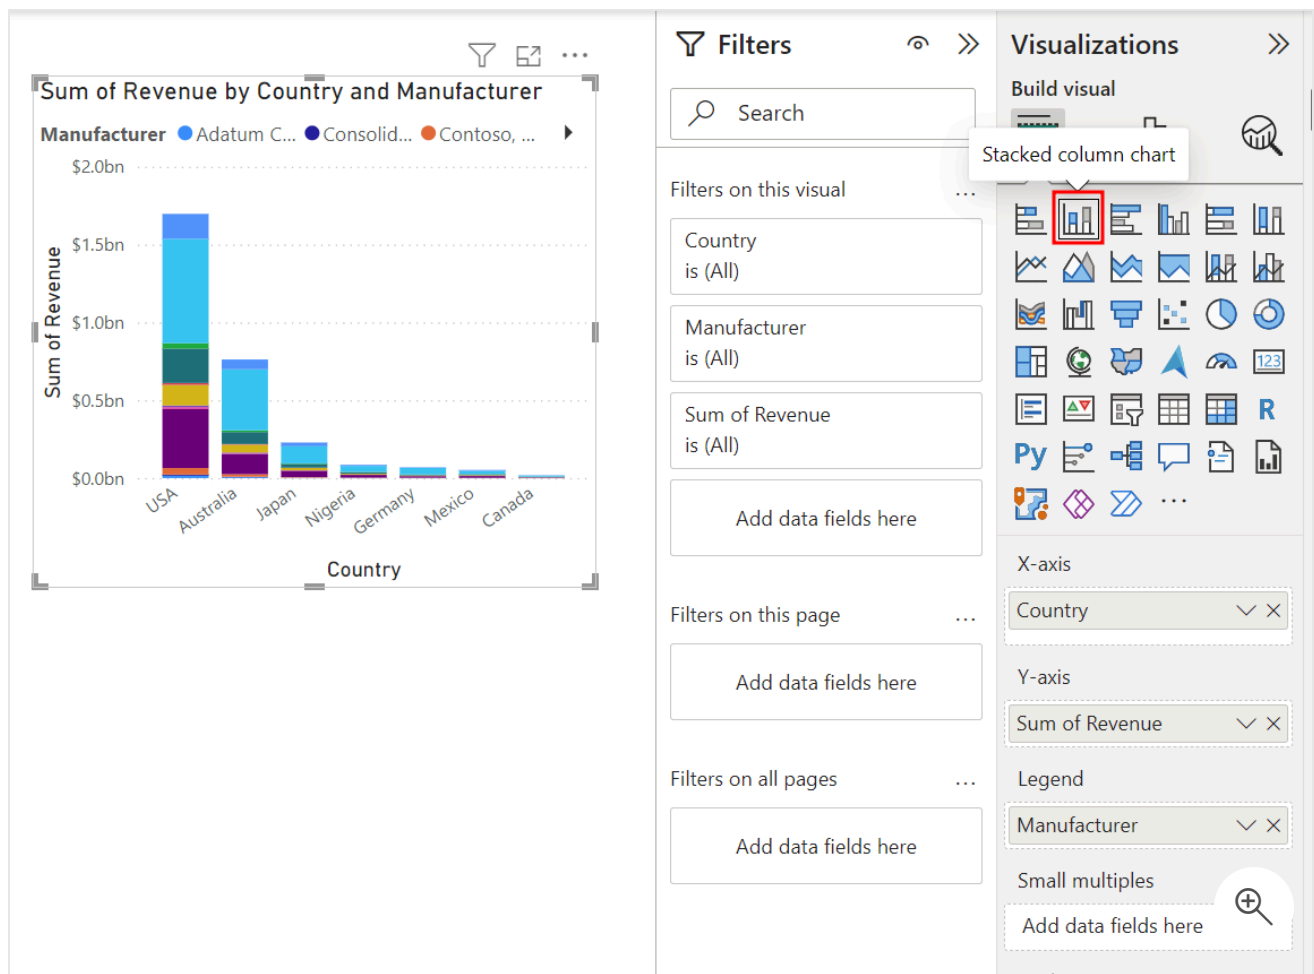 Sum of Revenue by Country and Manufacturer
Manufacturer Adatum C... Consolid... Contoso, ...
$2.0bn
$1.5bn
$1.0bn
$0.5bn
$0.0bn
Sum of Revenue
USA Australia Japan Nigeria Germany Mexico Canada
Country
Filters
Search
Filters on this visual ...
Country
is (All)
Manufacturer
is (All)
Sum of Revenue
is (All)
Add data fields here
Filters on this page ...
Add data fields here
Filters on all pages ...
Add data fields here
Visualizations
Build visual
Stacked column chart
123
R
Py
...
X-axis
Country
Y-axis
Sum of Revenue
Legend
Manufacturer
Small multiples
Add data fields here